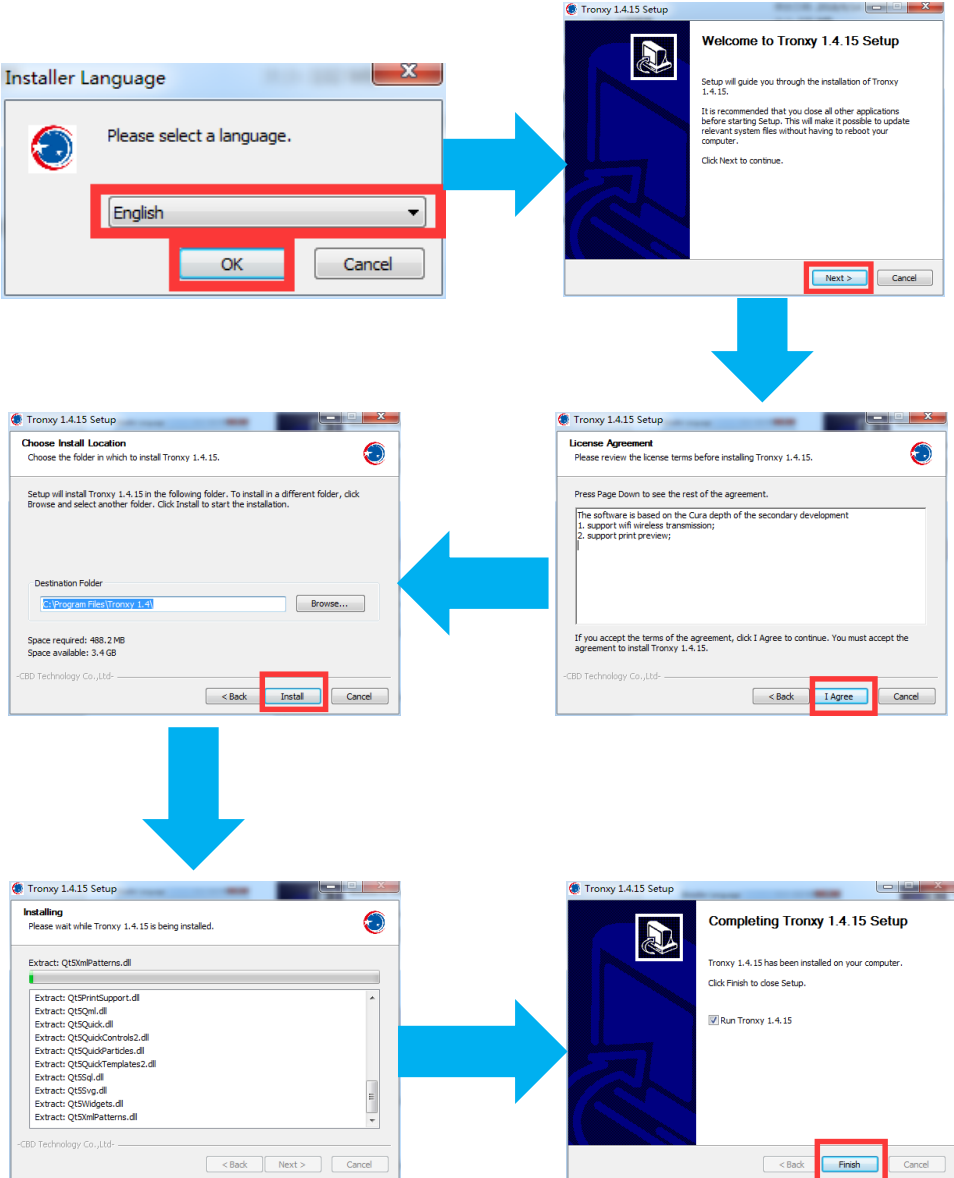 Installer Language
Please select a language.
English
OK
Cancel
Tronxy 1.4.15 Setup
Welcome to Tronxy 1.4.15 Setup
Setup will guide you through the installation of Tronxy
1.4.15.
It is recommended that you close all other applications
before starting Setup. This will make it possible to update
relevant system files without having to reboot your
computer.
Click Next to continue.
Next >
Cancel
Tronxy 1.4.15 Setup
License Agreement
Please review the license terms before installing Tronxy 1.4.15.
Press Page Down to see the rest of the agreement.
The software is based on the Cura depth of the secondary development
1. support wifi wireless transmission;
2. support print preview;
If you accept the terms of the agreement, click I Agree to continue. You must accept the
agreement to install Tronxy 1.4.15.
-CBD Technology Co.,Ltd-
< Back
I Agree
Cancel
Tronxy 1.4.15 Setup
Choose Install Location
Choose the folder in which to install Tronxy 1.4.15.
Setup will install Tronxy 1.4.15 in the following folder. To install in a different folder, click
Browse and select another folder. Click Install to start the installation.
Destination Folder
C:\Program Files\Tronxy 1.4\
Browse...
Space required: 488.2 MB
Space available: 3.4 GB
-CBD Technology Co.,Ltd-
< Back
Install
Cancel
Tronxy 1.4.15 Setup
Installing
Please wait while Tronxy 1.4.15 is being installed.
Extract: Qt5XmlPatterns.dll
Extract: Qt5PrintSupport.dll
Extract: Qt5Qml.dll
Extract: Qt5Quick.dll
Extract: Qt5QuickControls2.dll
Extract: Qt5QuickParticles.dll
Extract: Qt5QuickTemplates2.dll
Extract: Qt5Sql.dll
Extract: Qt5Svg.dll
Extract: Qt5Widgets.dll
Extract: Qt5XmlPatterns.dll
-CBD Technology Co.,Ltd-
< Back
Next >
Cancel
Tronxy 1.4.15 Setup
Completing Tronxy 1.4.15 Setup
Tronxy 1.4.15 has been installed on your computer.
Click Finish to close Setup.
Run Tronxy 1.4.15
< Back
Finish
Cancel